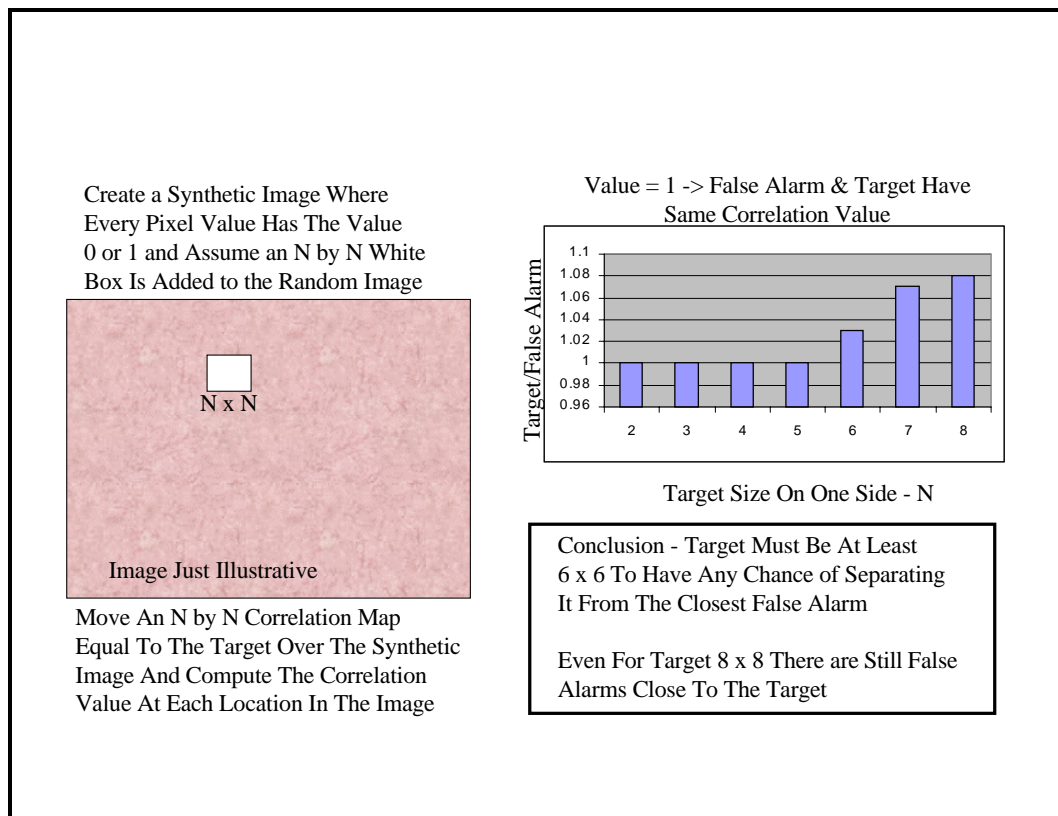 Create a Synthetic Image Where
Every Pixel Value Has The Value
0 or 1 and Assume an N by N White
Box Is Added to the Random Image
N x N
Image Just Illustrative
Move An N by N Correlation Map
Equal To The Target Over The Synthetic
Image And Compute The Correlation
Value At Each Location In The Image
Value = 1 -> False Alarm & Target Have
Same Correlation Value
Target/False Alarm
1.1
1.08
1.06
1.04
1.02
1
0.98
0.96
2 3 4 5 6 7 8
Target Size On One Side - N
Conclusion - Target Must Be At Least
6 x 6 To Have Any Chance of Separating
It From The Closest False Alarm
Even For Target 8 x 8 There are Still False
Alarms Close To The Target